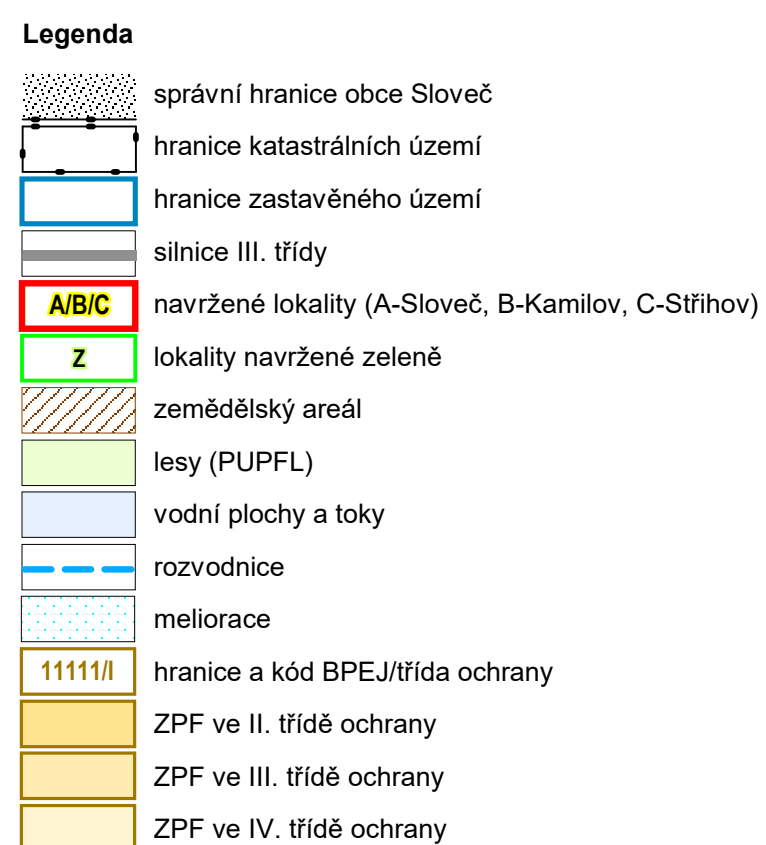 Legenda
správní hranice obce Sloveč
hranice katastrálních území
hranice zastavěného území
silnice III. třídy
A/B/C navržené lokality (A-Sloveč, B-Kamilov, C-Střihov)
Z lokality navržené zeleně
zemědělský areál
lesy (PUPFL)
vodní plochy a toky
rozvodnice
meliorace
11111/I hranice a kód BPEJ/třída ochrany
ZPF ve II. třídě ochrany
ZPF ve III. třídě ochrany
ZPF ve IV. třídě ochrany